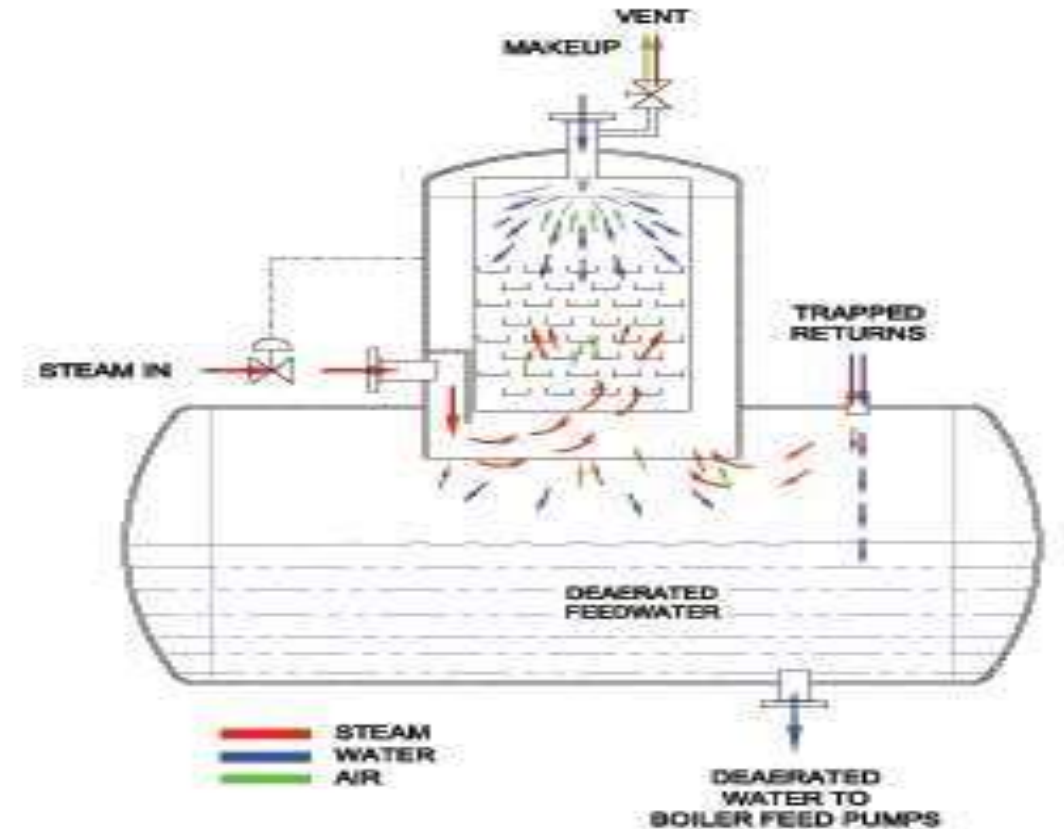 VENT
MAKEUP
TRAPPED
RETURNS
STEAM IN
DEAERATED
FEEDWATER
STEAM
WATER
AIR
DEAERATED
WATER TO
BOILER FEED PUMPS